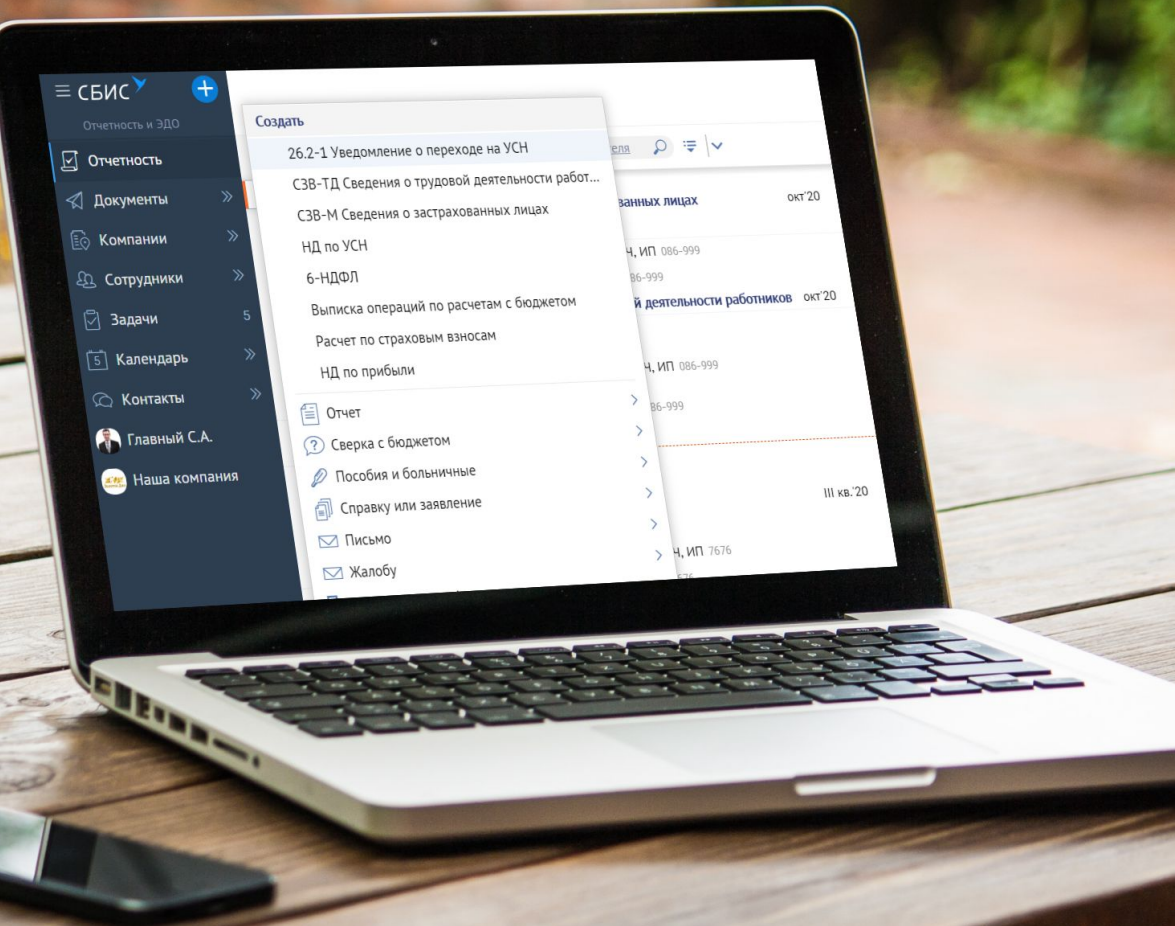 СБИС
Отчетность и ЭДО
Отчетность
Документы
Компании
Сотрудники
Задачи 5
5 Календарь
Контакты
Главный С.А.
Наша компания
Создать
26.2-1 Уведомление о переходе на УСН
СЗВ-ТД Сведения о трудовой деятельности работ...
СЗВ-М Сведения о застрахованных лицах
НД по УСН
6-НДФЛ
Выписка операций по расчетам с бюджетом
Расчет по страховым взносам
НД по прибыли
Отчет
Сверка с бюджетом
Пособия и больничные
Справку или заявление
Письмо
Жалобу
еля
ванных лицах окт'20
Ч, ИП 086-999
86-999
й деятельности работников окт'20
Ч, ИП 086-999
86-999
III кв.'20
Ч, ИП 7676